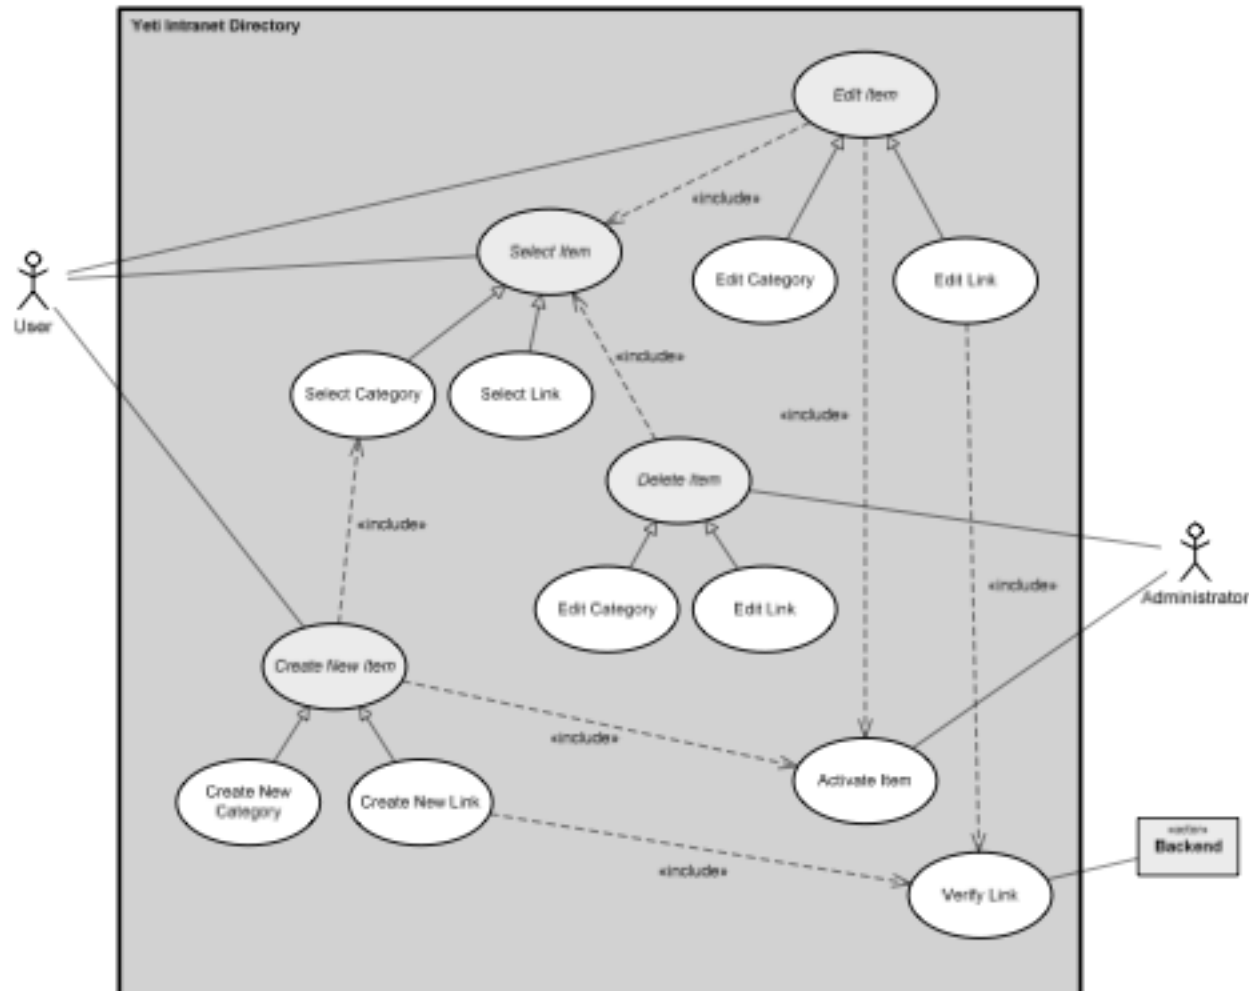 Yeti Intranet Directory
Edit Item
«include»
Select Item
Edit Category
Edit Link
User
«include»
Select Category
Select Link
«include»
Delete Item
«include»
«include»
Edit Category
Edit Link
Administrator
Create New Item
«include»
Activate Item
Create New
Category
Create New Link
«actor»
Backend
«include»
Verify Link